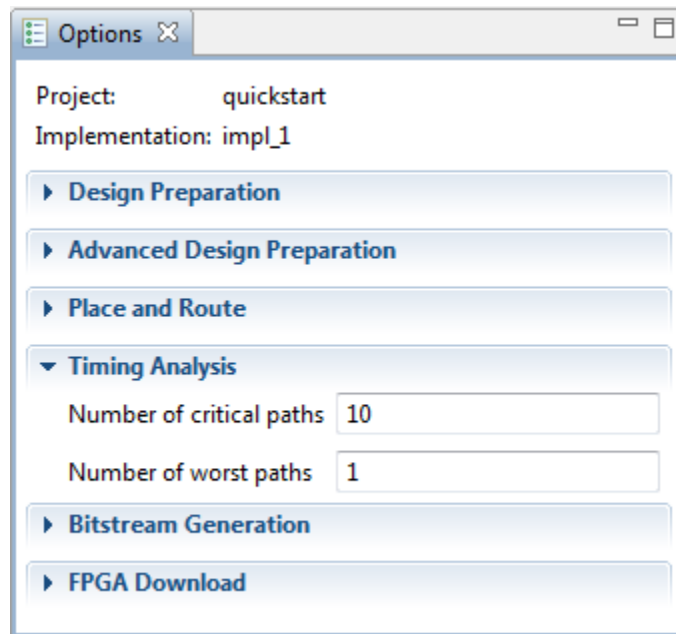 Options
Project: quickstart
Implementation: impl_1
Design Preparation
Advanced Design Preparation
Place and Route
Timing Analysis
Number of critical paths 10
Number of worst paths 1
Bitstream Generation
FPGA Download